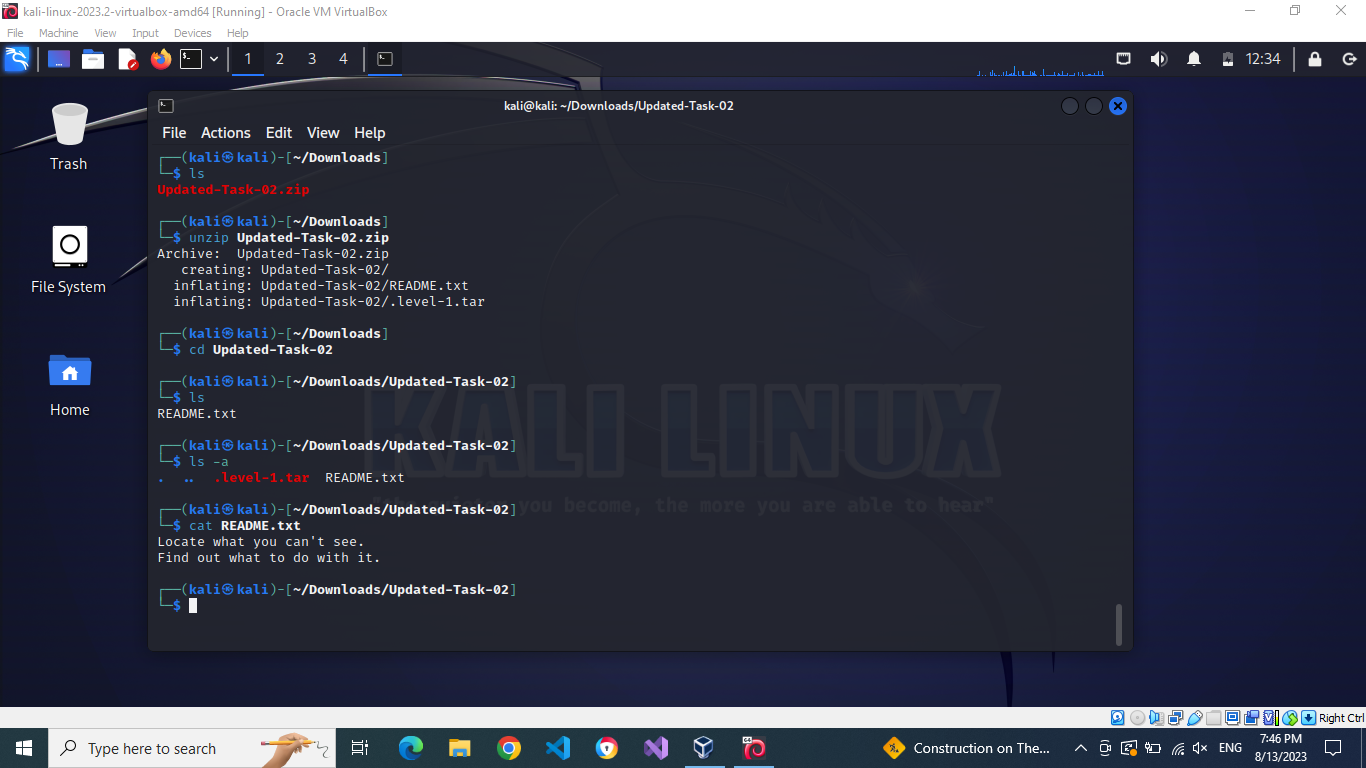 kali-linux-2023.2-virtualbox-amd64 [Running] - Oracle VM VirtualBox
File Machine View Input Devices Help
1 2 3 4 12:34
kali@kali: ~/Downloads/Updated-Task-02
File Actions Edit View Help
Trash
File System
Home
┌──(kali㉿kali)-[~/Downloads]
└─$ ls
Updated-Task-02.zip
┌──(kali㉿kali)-[~/Downloads]
└─$ unzip Updated-Task-02.zip
Archive:  Updated-Task-02.zip
   creating: Updated-Task-02/
  inflating: Updated-Task-02/README.txt
  inflating: Updated-Task-02/.level-1.tar
┌──(kali㉿kali)-[~/Downloads]
└─$ cd Updated-Task-02
┌──(kali㉿kali)-[~/Downloads/Updated-Task-02]
└─$ ls
README.txt
┌──(kali㉿kali)-[~/Downloads/Updated-Task-02]
└─$ ls -a
.  ..  .level-1.tar  README.txt
┌──(kali㉿kali)-[~/Downloads/Updated-Task-02]
└─$ cat README.txt
Locate what you can't see.
Find out what to do with it.
┌──(kali㉿kali)-[~/Downloads/Updated-Task-02]
└─$
KALI LINUX
"the quieter you become, the more you are able to hear"
Right Ctrl
Type here to search
Construction on The...
ENG
7:46 PM
8/13/2023